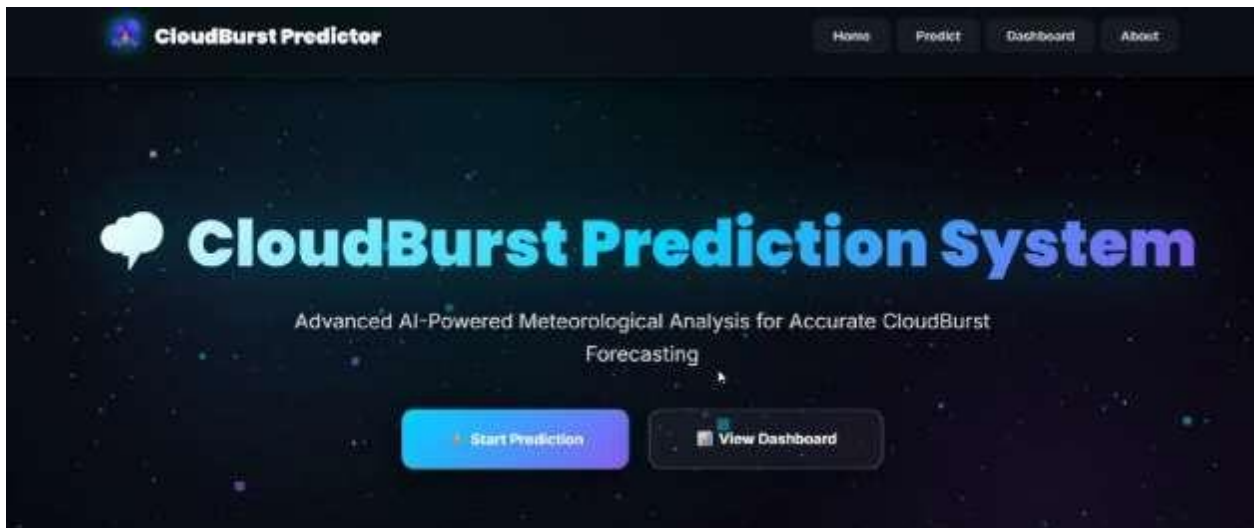 CloudBurst Predictor
Home
Predict
Dashboard
About
CloudBurst Prediction System
Advanced AI-Powered Meteorological Analysis for Accurate CloudBurst
Forecasting
Start Prediction
View Dashboard